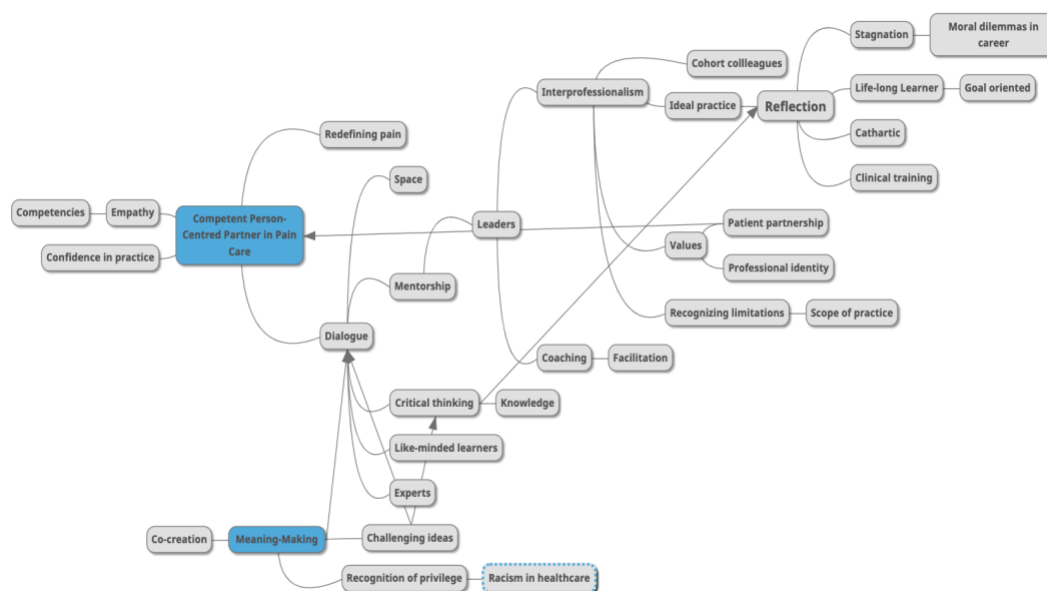 Moral dilemmas in
career
Stagnation
Cohort collleagues
Interprofessionalism
Life-long Learner
Goal oriented
Ideal practice
Reflection
Redefining pain
Cathartic
Space
Clinical training
Competencies
Empathy
Competent Person-
Centred Partner in Pain
Care
Leaders
Patient partnership
Values
Confidence in practice
Professional identity
Mentorship
Recognizing limitations
Scope of practice
Dialogue
Coaching
Facilitation
Critical thinking
Knowledge
Like-minded learners
Experts
Co-creation
Meaning-Making
Challenging ideas
Recognition of privilege
Racism in healthcare